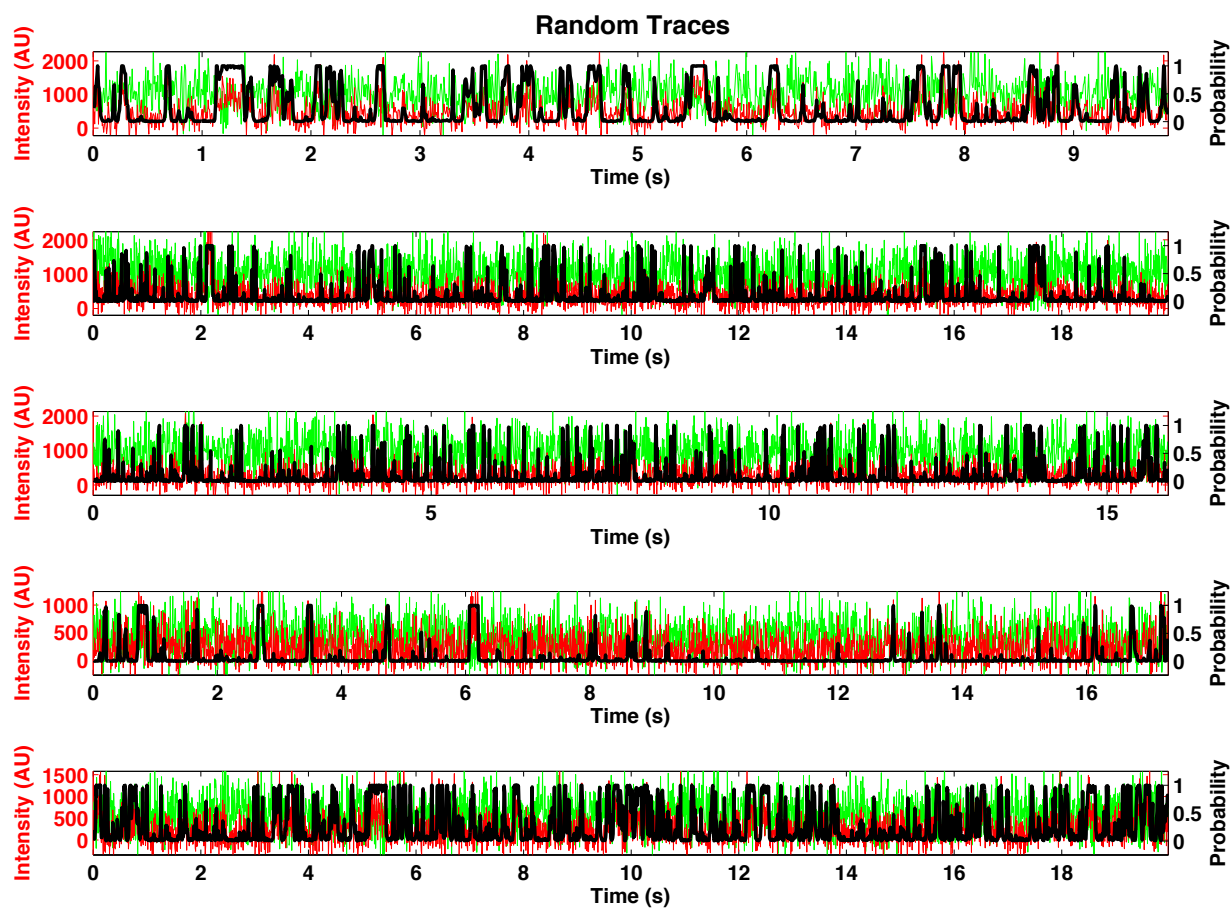 Random Traces
Intensity (AU)
2000
1000
0
1
0.5
0
Probability
0 1 2 3 4 5 6 7 8 9
Time (s)
Intensity (AU)
2000
1000
0
1
0.5
0
Probability
0 2 4 6 8 10 12 14 16 18
Time (s)
Intensity (AU)
2000
1000
0
1
0.5
0
Probability
0 5 10 15
Time (s)
Intensity (AU)
1000
500
0
1
0.5
0
Probability
0 2 4 6 8 10 12 14 16
Time (s)
Intensity (AU)
1500
1000
500
0
1
0.5
0
Probability
0 2 4 6 8 10 12 14 16 18
Time (s)